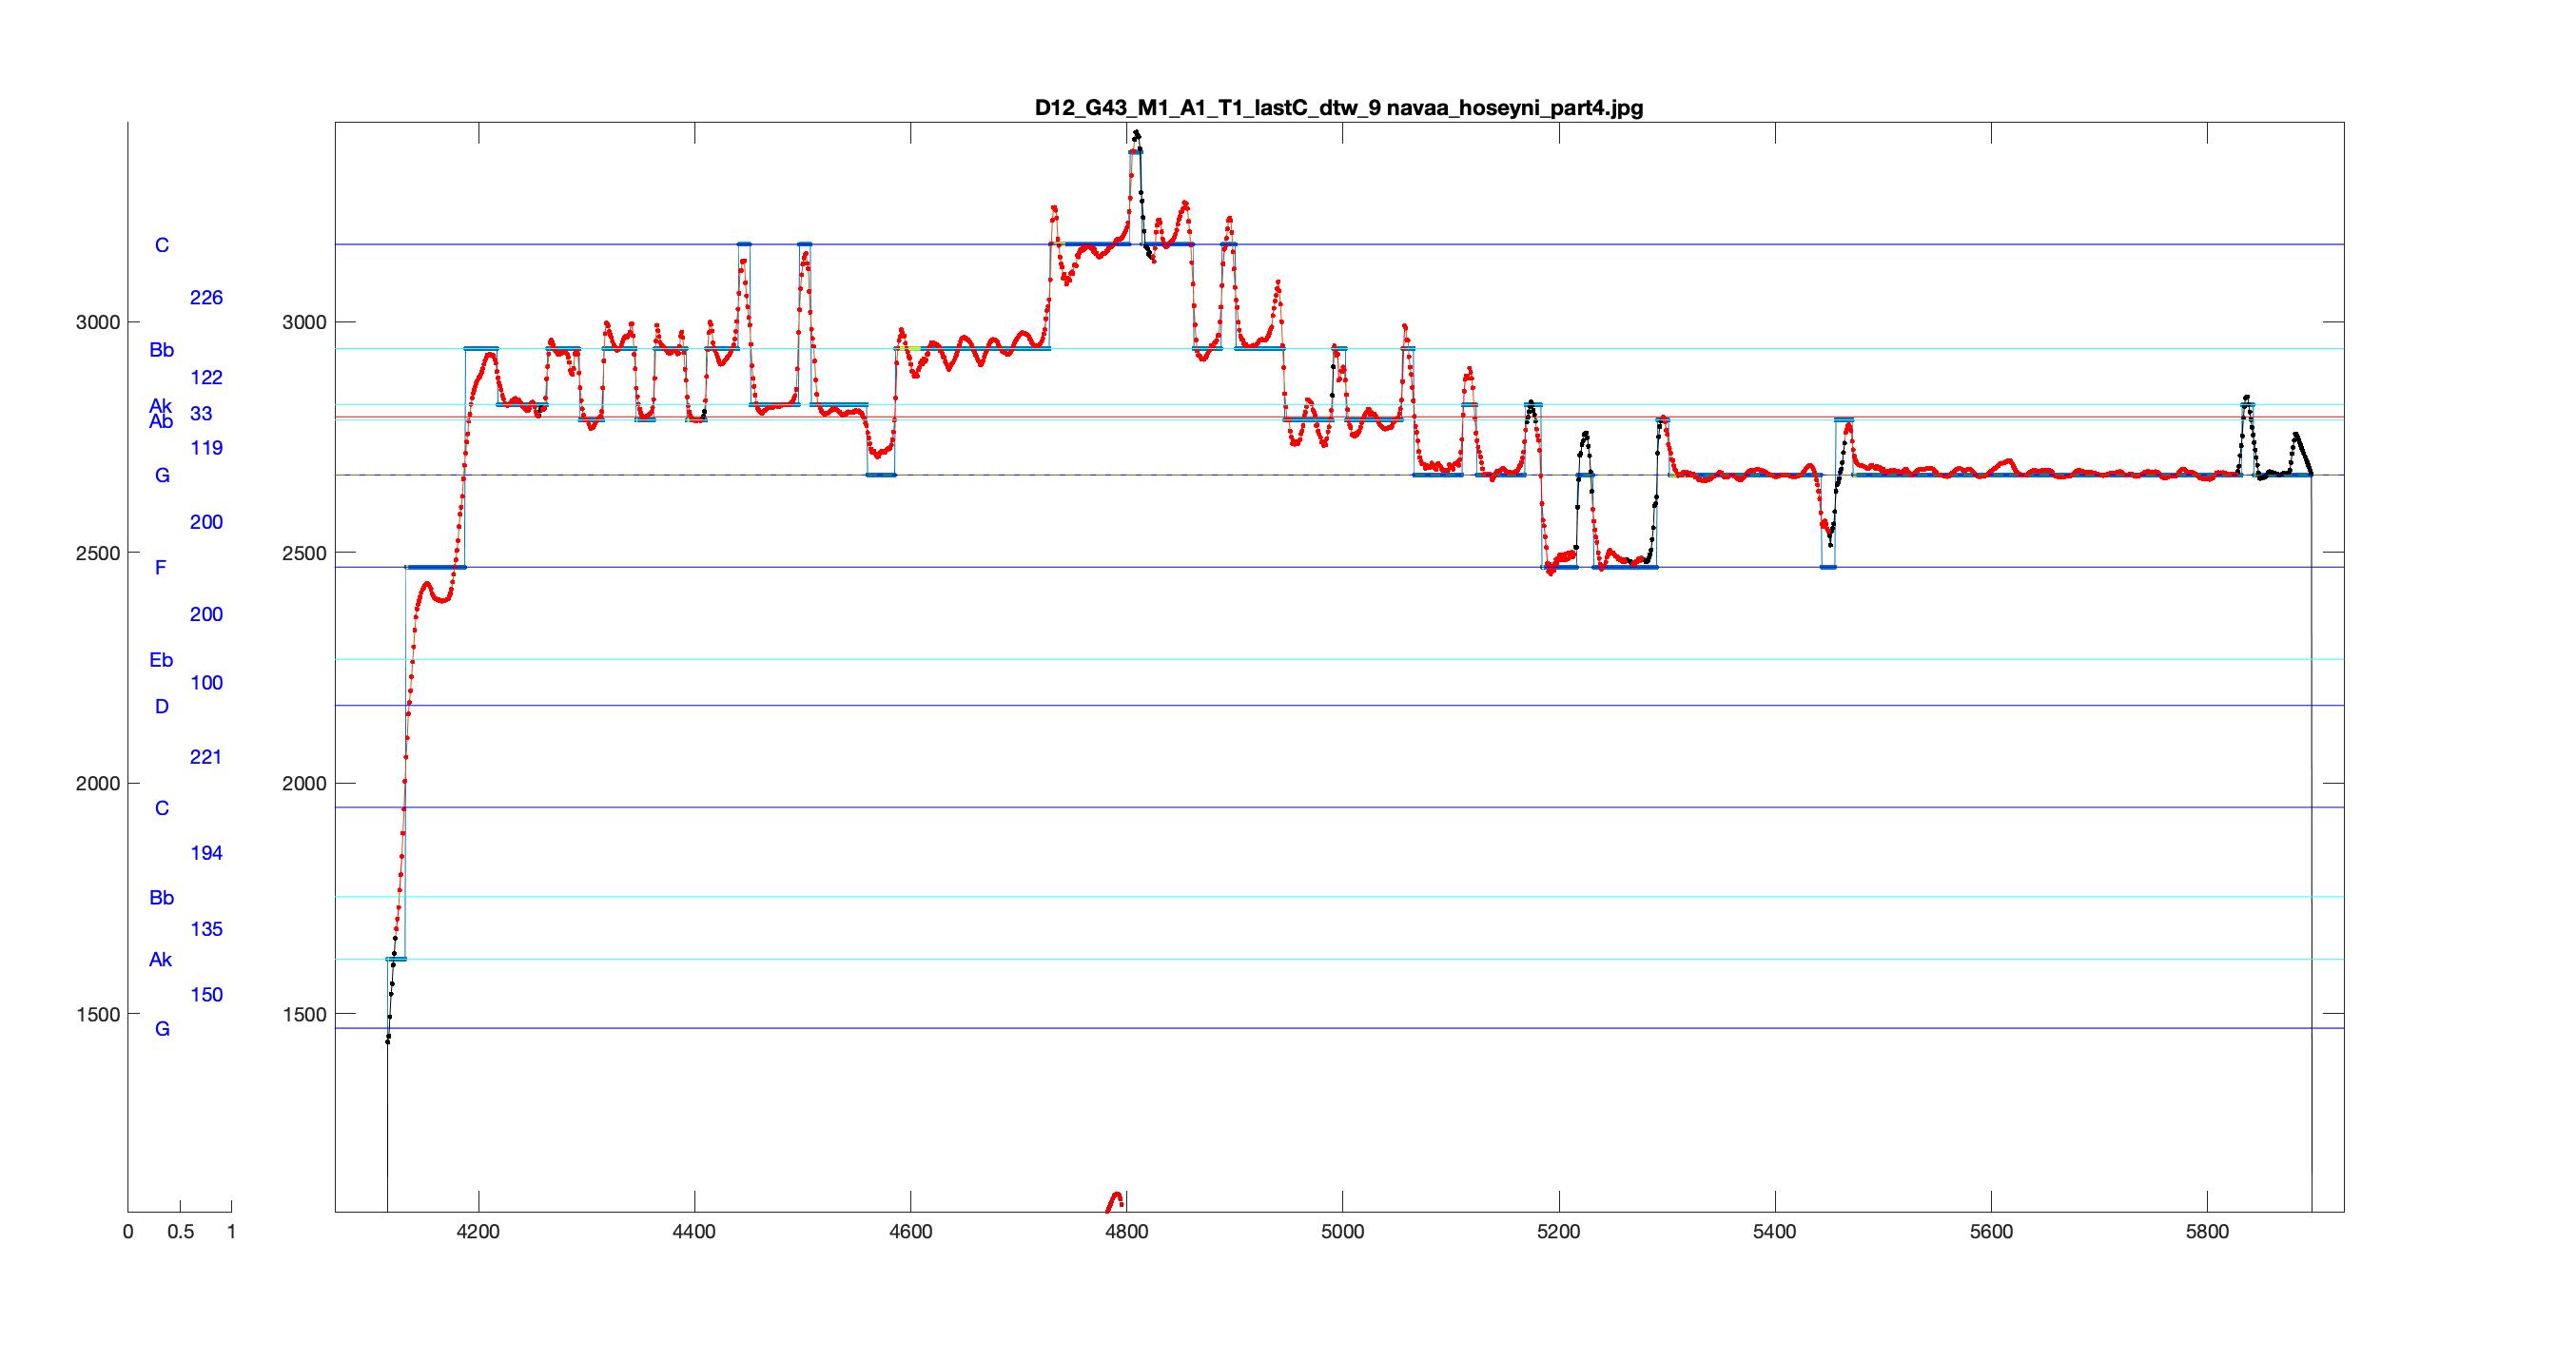 D12_G43_M1_A1_T1_lastC_dtw_9 navaa_hoseyni_part4.jpg
C
226
3000
3000
Bb
122
Ak
33
Ab
119
G
200
2500
2500
F
200
Eb
100
D
221
2000
2000
C
194
Bb
135
Ak
150
1500
1500
G
0 0.5 1
4200 4400 4600 4800 5000 5200 5400 5600 5800